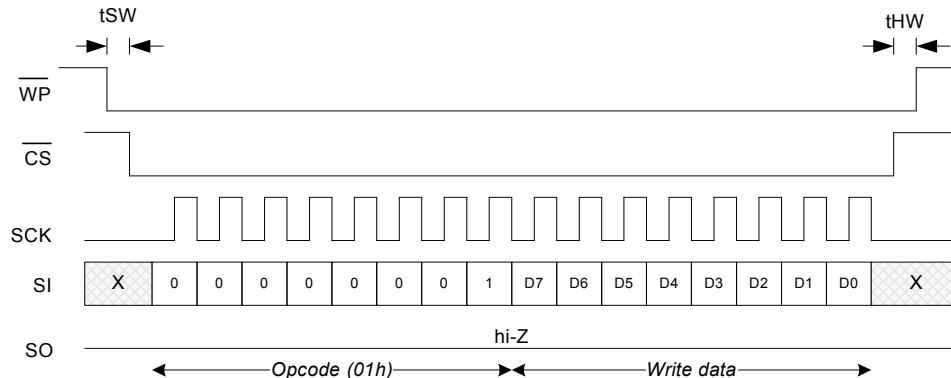 tSW tHW
WP
CS
SCK
SI X 0 0 0 0 0 0 0 1 D7 D6 D5 D4 D3 D2 D1 D0 X
hi-Z
SO
Opcode (01h) Write data